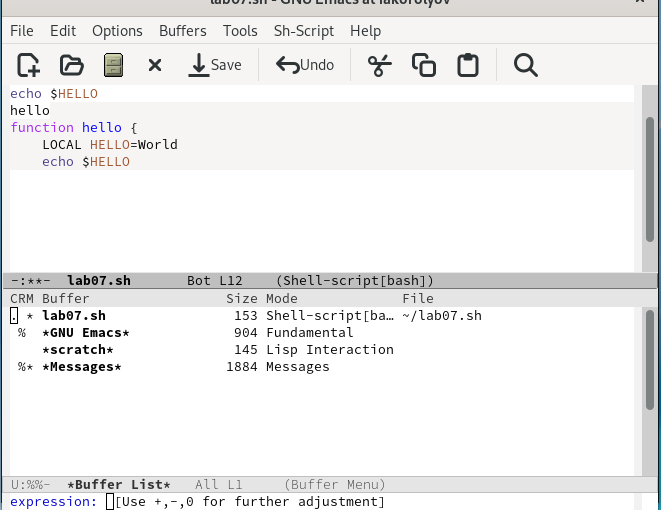 lab07.sh - GNU Emacs at iakorolyov
File Edit Options Buffers Tools Sh-Script Help
Save Undo
echo $HELLO
hello
function hello {
    LOCAL HELLO=World
    echo $HELLO
-:**-  lab07.sh       Bot L12    (Shell-script[bash])
CRM Buffer                 Size Mode             File
. * lab07.sh                153 Shell-script[ba… ~/lab07.sh
 %  *GNU Emacs*             904 Fundamental
    *scratch*               145 Lisp Interaction
 %* *Messages*             1884 Messages
U:%%-  *Buffer List*   All L1     (Buffer Menu)
expression: [Use +,-,0 for further adjustment]